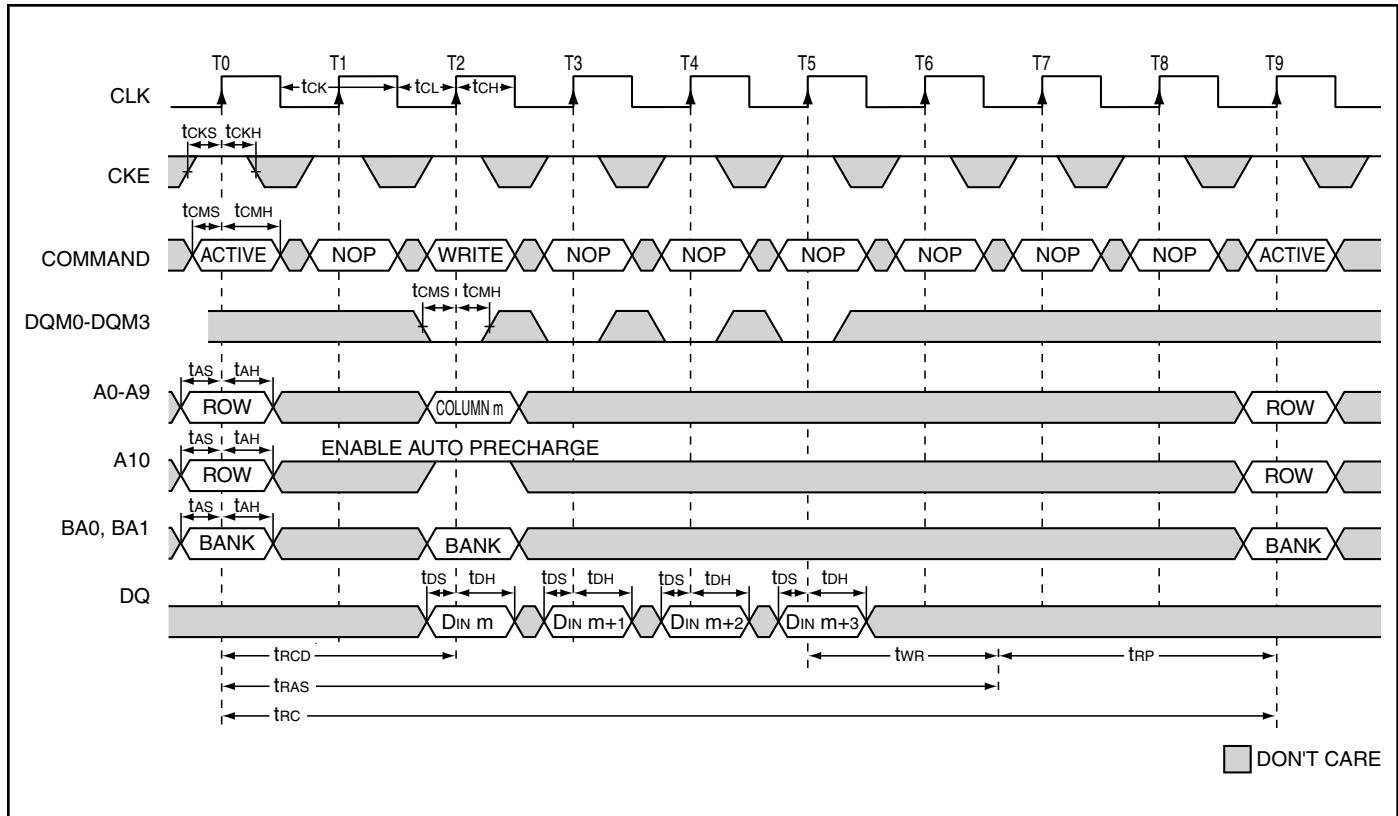 T0 T1 T2 T3 T4 T5 T6 T7 T8 T9
CLK tCK tCL tCH
tCKS tCKH
CKE
tCMS tCMH
COMMAND ACTIVE NOP WRITE NOP NOP NOP NOP NOP NOP ACTIVE
tCMS tCMH
DQM0-DQM3
tAS tAH
A0-A9 ROW COLUMN m ROW
tAS tAH ENABLE AUTO PRECHARGE
A10 ROW ROW
tAS tAH
BA0, BA1 BANK BANK BANK
tDS tDH tDS tDH tDS tDH tDS tDH
DQ DIN m DIN m+1 DIN m+2 DIN m+3
tRCD tWR tRP
tRAS
tRC
DON'T CARE